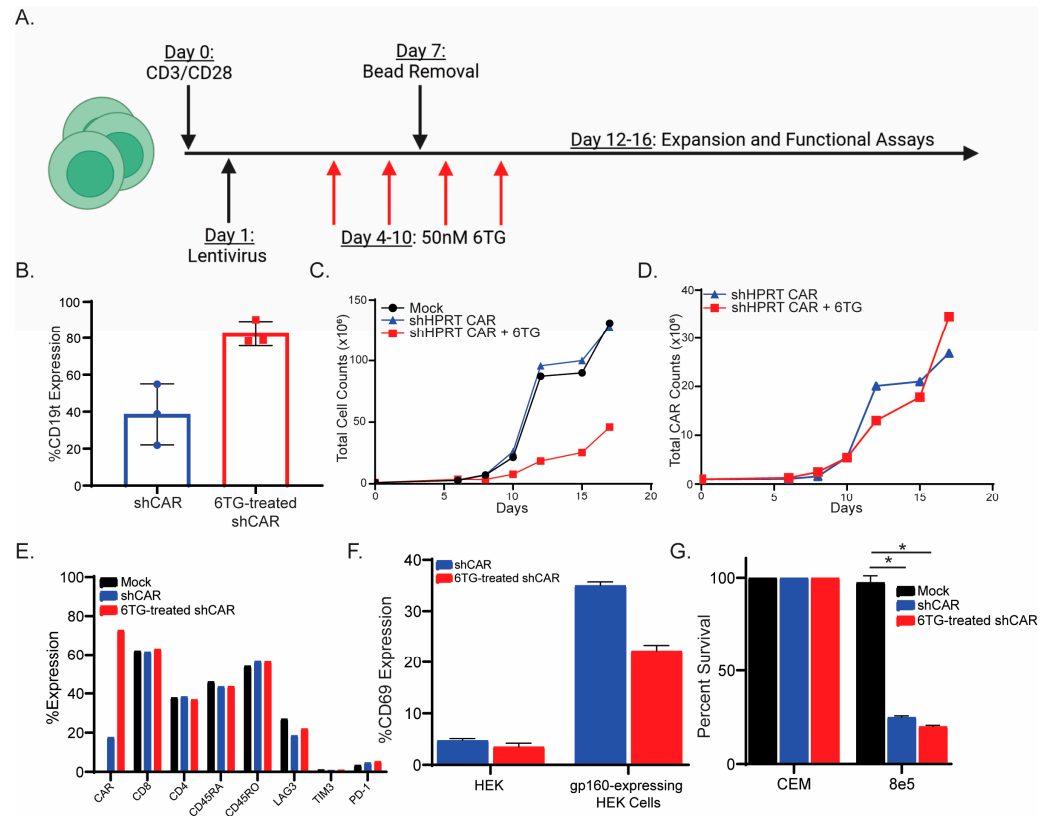 A.
Day 0:
CD3/CD28
Day 7:
Bead Removal
Day 12-16: Expansion and Functional Assays
Day 1:
Lentivirus
Day 4-10: 50nM 6TG
B.
%CD19t Expression
100
80
60
40
20
0
shCAR
6TG-treated
shCAR
C.
Total Cell Counts (x10⁶)
150
100
50
0
Mock
shHPRT CAR
shHPRT CAR + 6TG
0
5
10
15
20
Days
D.
Total CAR Counts (x10⁶)
40
30
20
10
0
shHPRT CAR
shHPRT CAR + 6TG
0
5
10
15
20
Days
E.
%Expression
100
80
60
40
20
0
Mock
shCAR
6TG-treated shCAR
CAR
CD8
CD4
CD45RA
CD45RO
LAG3
TIM3
PD-1
F.
%CD69 Expression
40
30
20
10
0
shCAR
6TG-treated shCAR
HEK
gp160-expressing
HEK Cells
G.
Percent Survival
100
50
0
*
*
Mock
shCAR
6TG-treated shCAR
CEM
8e5